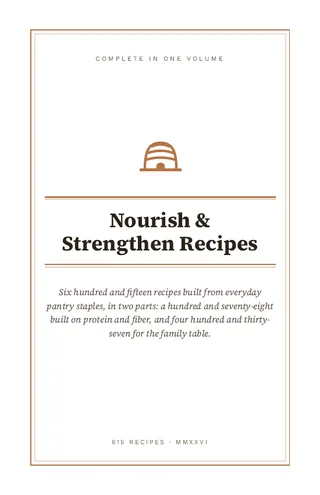 COMPLETE IN ONE VOLUME
Nourish &
Strengthen Recipes
Six hundred and fifteen recipes built from everyday
pantry staples, in two parts: a hundred and seventy-eight
built on protein and fiber, and four hundred and thirty-
seven for the family table.
615 RECIPES · MMXXVI